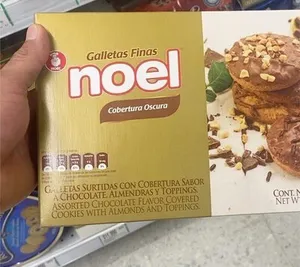 Galletas Finas
noel
Cobertura Oscura
GALLETAS SURTIDAS CON COBERTURA SABOR
A CHOCOLATE, ALMENDRAS Y TOPPINGS.
ASSORTED CHOCOLATE FLAVOR COVERED
COOKIES WITH ALMONDS AND TOPPINGS.
CONT. N
NET W